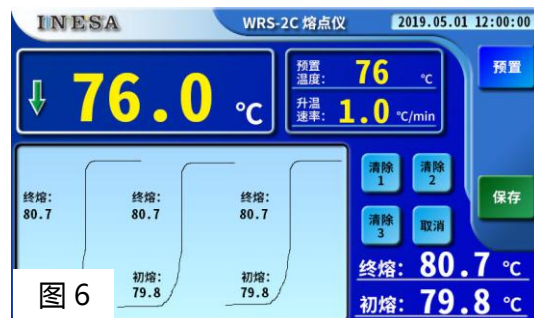 INESA WRS-2C 熔点仪 2019.05.01 12:00:00
76.0 ℃
预置温度: 76 ℃
升温速率: 1.0 ℃/min
预置
终熔:
80.7
终熔:
80.7
初熔:
79.8
终熔:
80.7
初熔:
79.8
清除
1
清除
2
清除
3
取消
保存
终熔: 80.7 ℃
初熔: 79.8 ℃
图 6